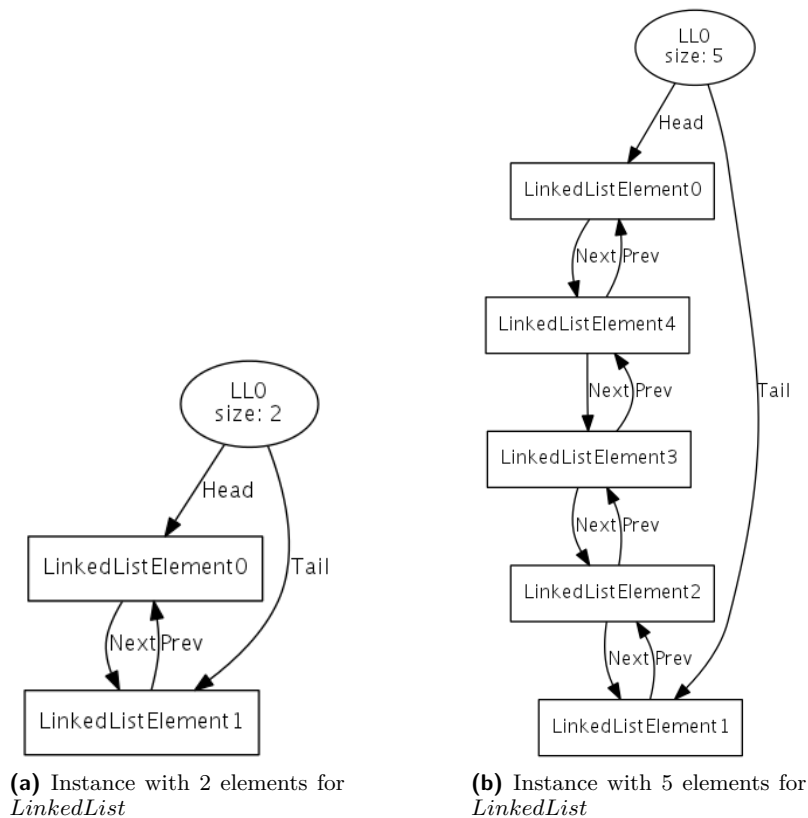 LL0
size: 5
Head
LinkedListElement0
Next Prev
LinkedListElement4
Next Prev
Tail
LinkedListElement3
Next Prev
LinkedListElement2
Next Prev
LinkedListElement1
LL0
size: 2
Head
LinkedListElement0
Tail
Next Prev
LinkedListElement1
(a) Instance with 2 elements for
LinkedList
(b) Instance with 5 elements for
LinkedList